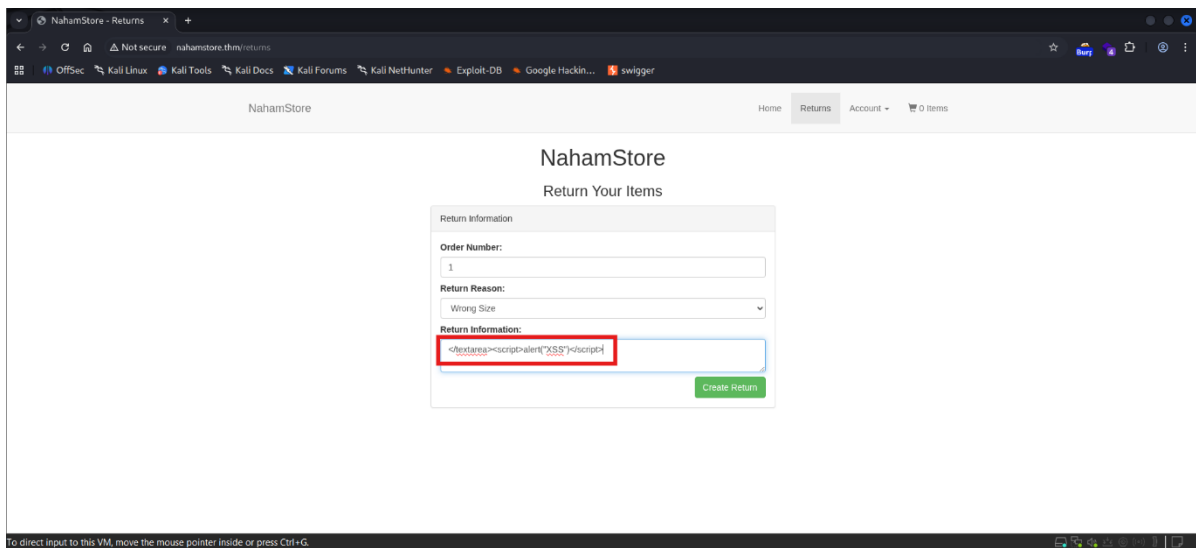 NahamStore - Returns
Not secure nahamstore.thm/returns
Burp 4
OffSec Kali Linux Kali Tools Kali Docs Kali Forums Kali NetHunter Exploit-DB Google Hackin... swigger
NahamStore Home Returns Account 0 Items
NahamStore
Return Your Items
Return Information
Order Number:
1
Return Reason:
Wrong Size
Return Information:
</textarea><script>alert("XSS")</script>
Create Return
To direct input to this VM, move the mouse pointer inside or press Ctrl+G.